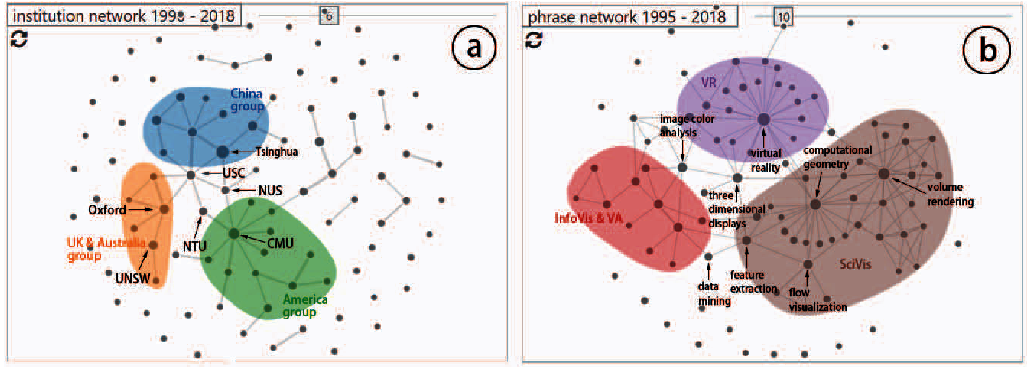 institution network 1998 - 2018
6
a
China
group
Tsinghua
USC
NUS
Oxford
NTU
CMU
UK & Australia
group
UNSW
America
group
phrase network 1995 - 2018
10
b
VR
image color
analysis
virtual
reality
computational
geometry
volume
rendering
three
dimensional
displays
InfoVis & VA
SciVis
data
mining
feature
extraction
flow
visualization